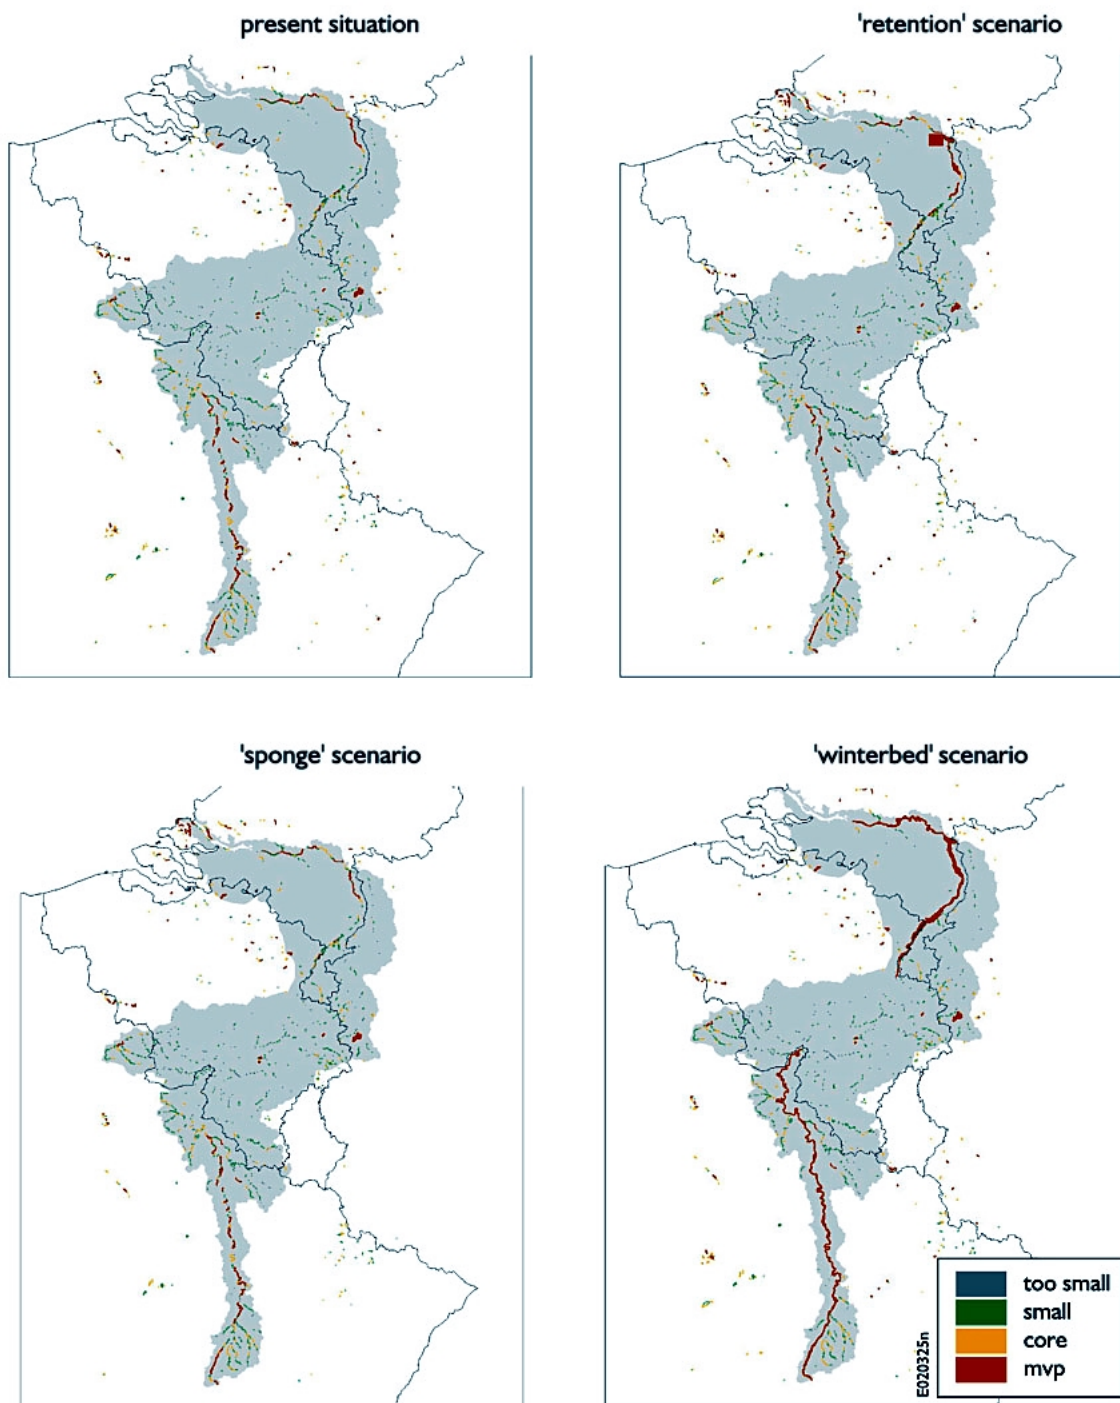 present situation
'retention' scenario
'sponge' scenario
'winterbed' scenario
too small
small
core
mvp
E020325n